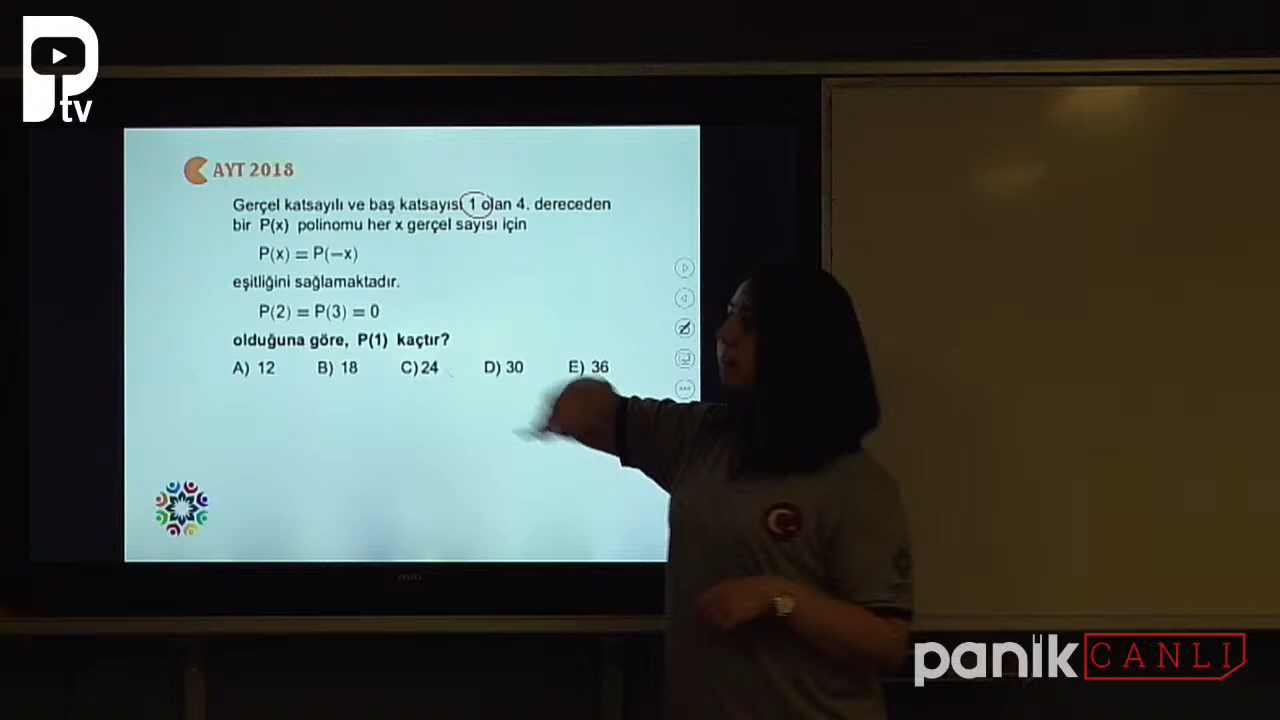 tv
AYT 2018
Gerçel katsayılı ve baş katsayısı 1 olan 4. dereceden
bir P(x) polinomu her x gerçel sayısı için
P(x) = P(−x)
eşitliğini sağlamaktadır.
P(2) = P(3) = 0
olduğuna göre, P(1) kaçtır?
A) 12 B) 18 C) 24 D) 30 E) 36
panik CANLI